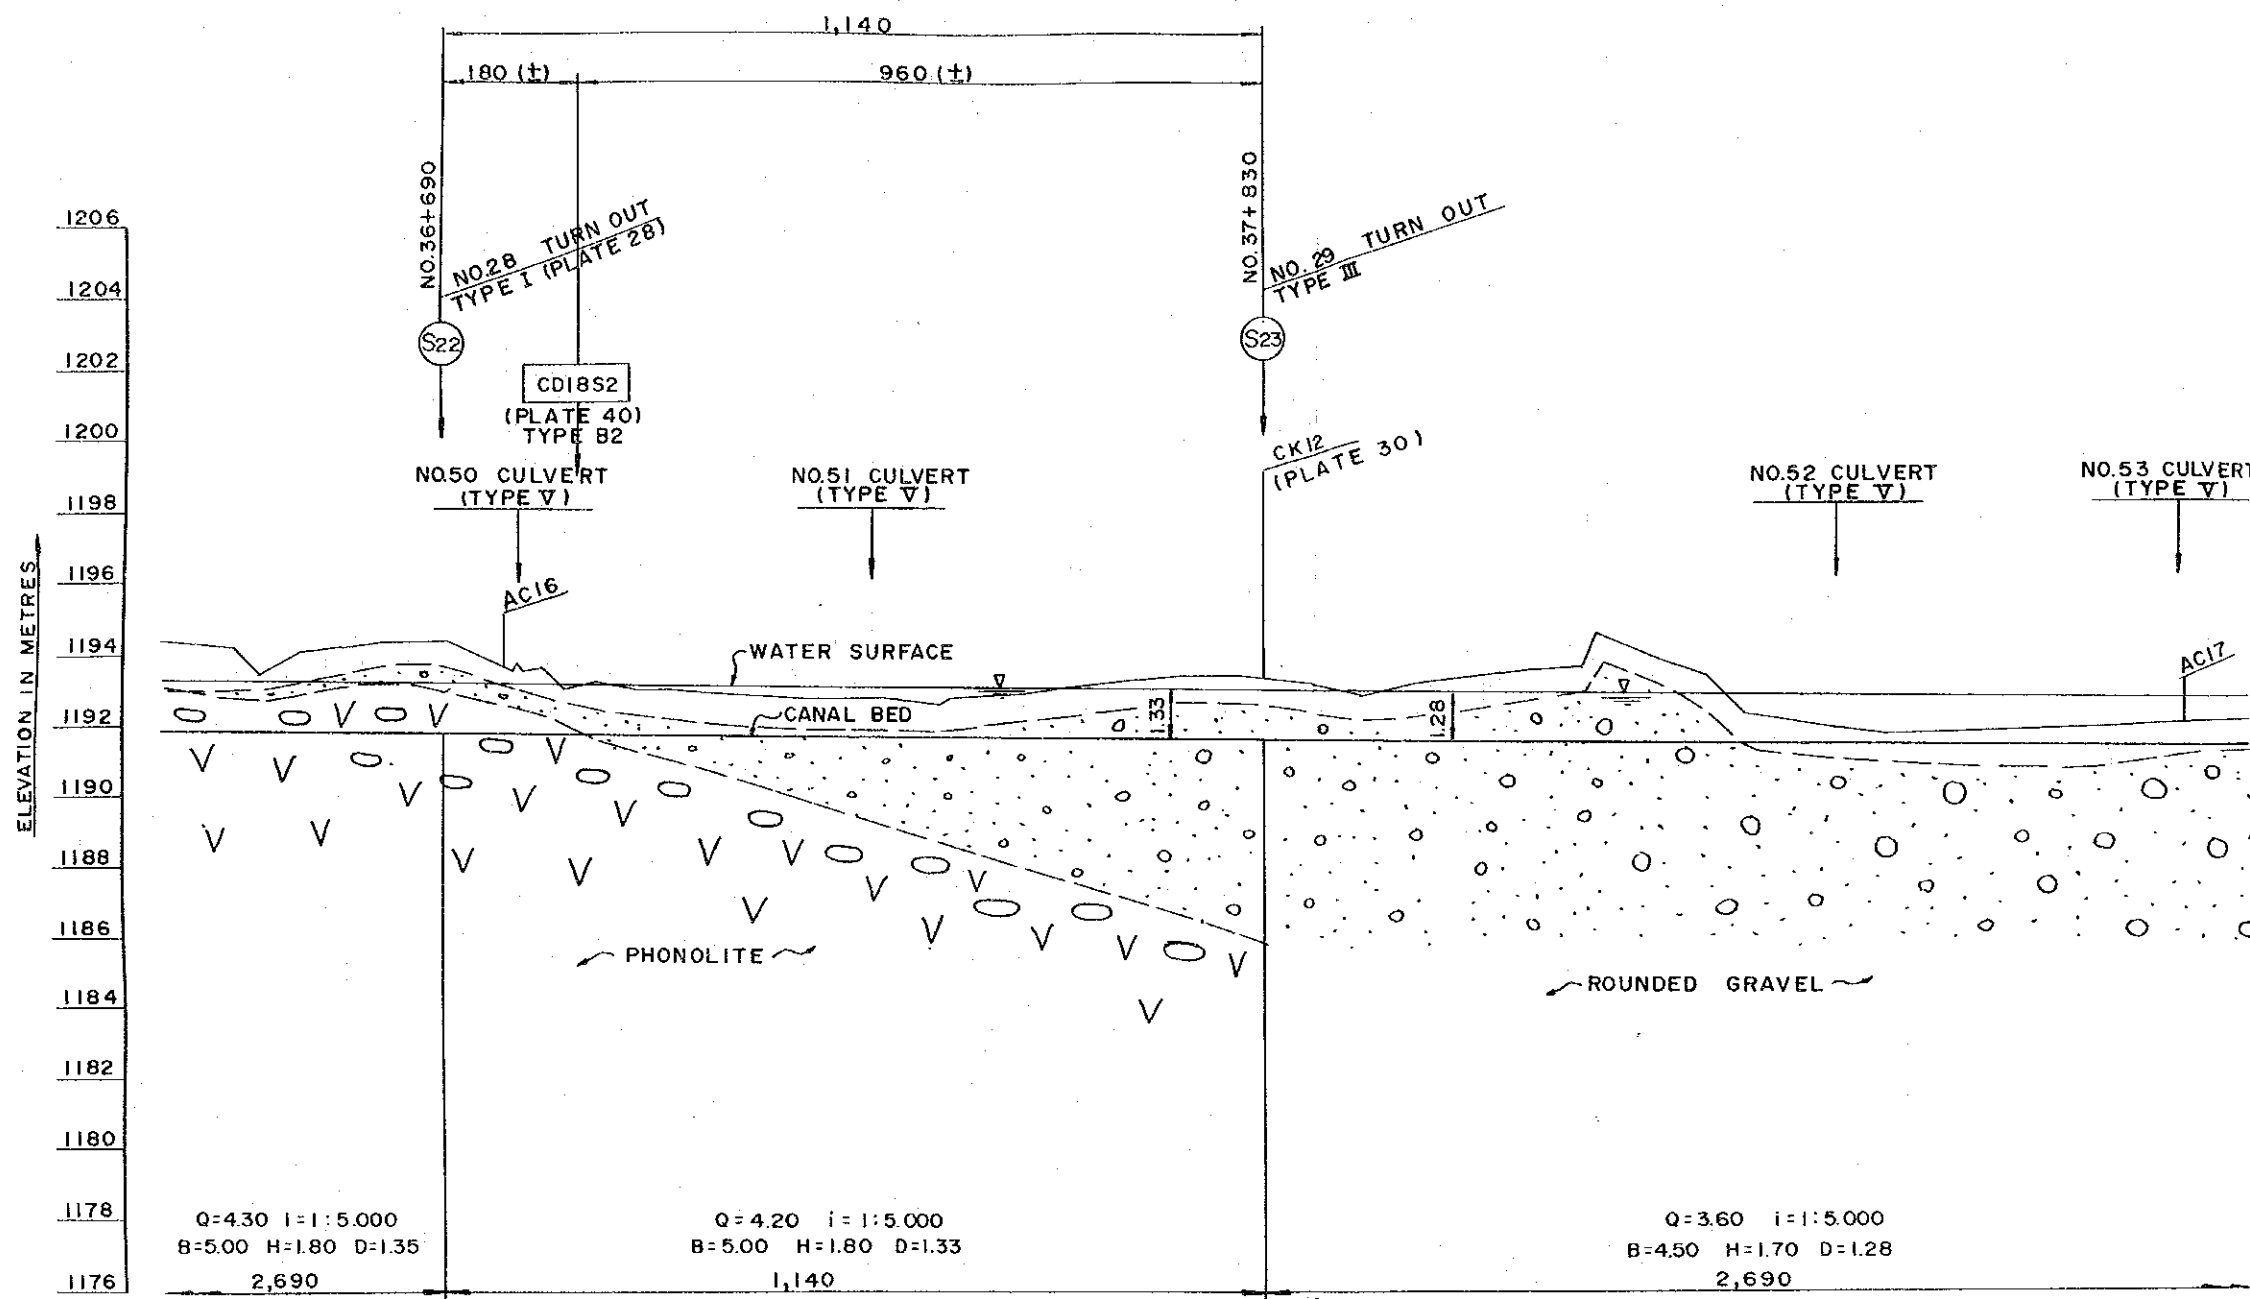 1,140
180 (±)
960 (±)
NO.36+690
NO.28 TURN OUT
TYPE I (PLATE 28)
S22
CD18S2
(PLATE 40)
TYPE B2
NO.37+830
NO. 29 TURN OUT
TYPE III
S23
CK12
(PLATE 30)
NO.50 CULVERT
(TYPE V)
NO.51 CULVERT
(TYPE V)
NO.52 CULVERT
(TYPE V)
NO.53 CULVERT
(TYPE V)
ELEVATION IN METRES
1206
1204
1202
1200
1198
1196
1194
1192
1190
1188
1186
1184
1182
1180
1178
1176
AC16
WATER SURFACE
AC17
CANAL BED
1.33
1.28
PHONOLITE
ROUNDED GRAVEL
Q=4.30 i=1:5.000
B=5.00 H=1.80 D=1.35
2,690
Q=4.20 i=1:5.000
B=5.00 H=1.80 D=1.33
1,140
Q=3.60 i=1:5.000
B=4.50 H=1.70 D=1.28
2,690